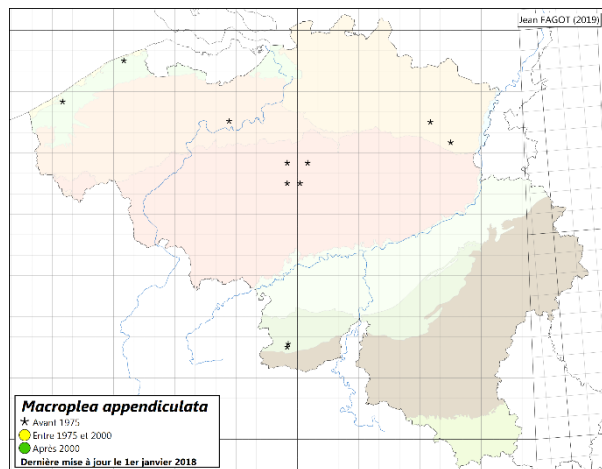 Jean FAGOT (2019)
Macroplea appendiculata
Avant 1975
Entre 1975 et 2000
Après 2000
Dernière mise à jour le 1er janvier 2018